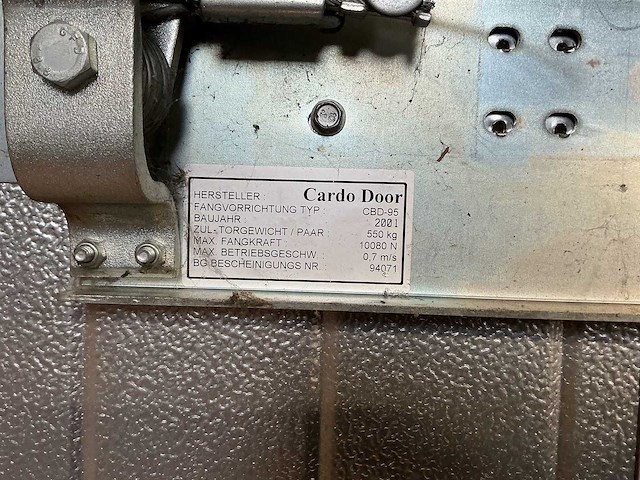 HERSTELLER : Cardo Door
FANGVORRICHTUNG TYP : CBD-95
BAUJAHR : 2001
ZUL- TORGEWICHT / PAAR : 550 kg
MAX. FANGKRAFT : 10080 N
MAX. BETRIEBSGESCHW. : 0,7 m/s
BG BESCHEINIGUNGS NR. : 94071